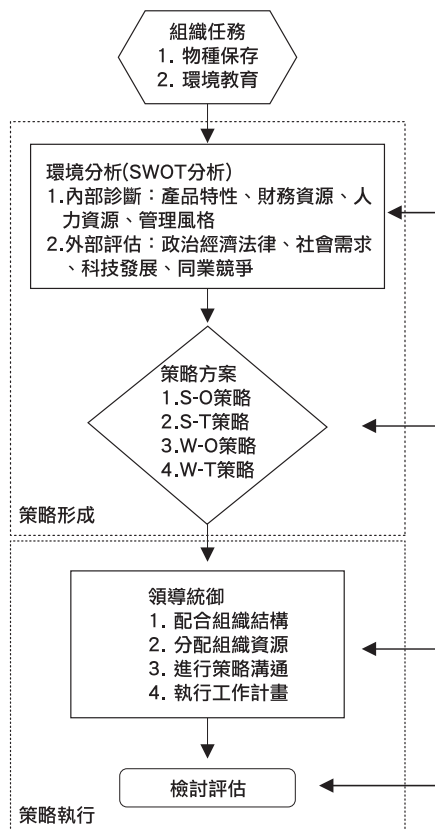 組織任務
1. 物種保存
2. 環境教育
環境分析(SWOT分析)
1.內部診斷：產品特性、財務資源、人
力資源、管理風格
2.外部評估：政治經濟法律、社會需求
、科技發展、同業競爭
策略方案
1.S-O策略
2.S-T策略
3.W-O策略
4.W-T策略
策略形成
領導統御
1. 配合組織結構
2. 分配組織資源
3. 進行策略溝通
4. 執行工作計畫
檢討評估
策略執行